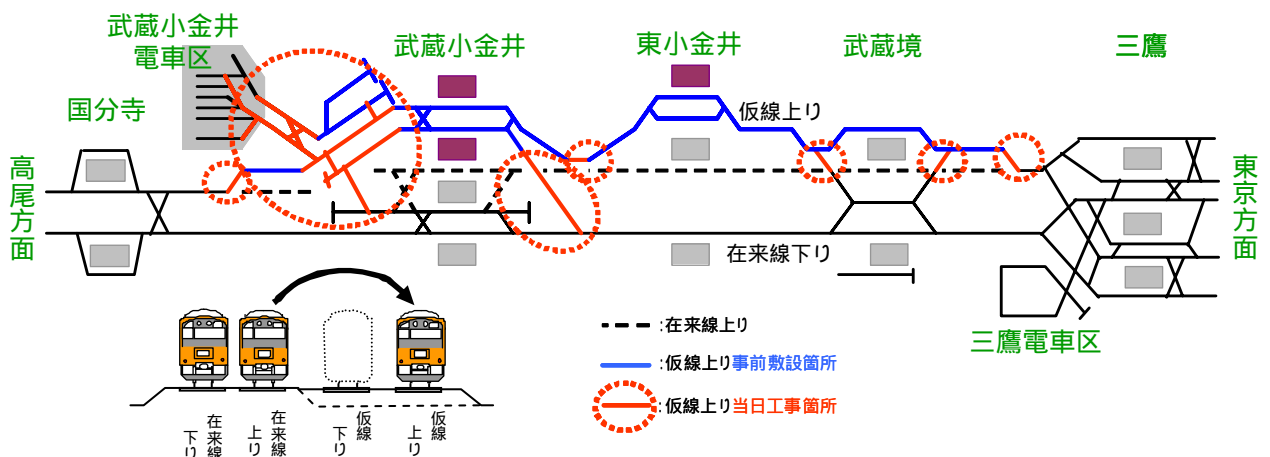 武蔵小金井
電車区
武蔵小金井
東小金井
武蔵境
三鷹
国分寺
仮線上り
高尾方面
東京方面
在来線下り
三鷹電車区
:在来線上り
:仮線上り事前敷設箇所
:仮線上り当日工事箇所
在来線
下り
在来線
上り
仮線
下り
仮線
上り